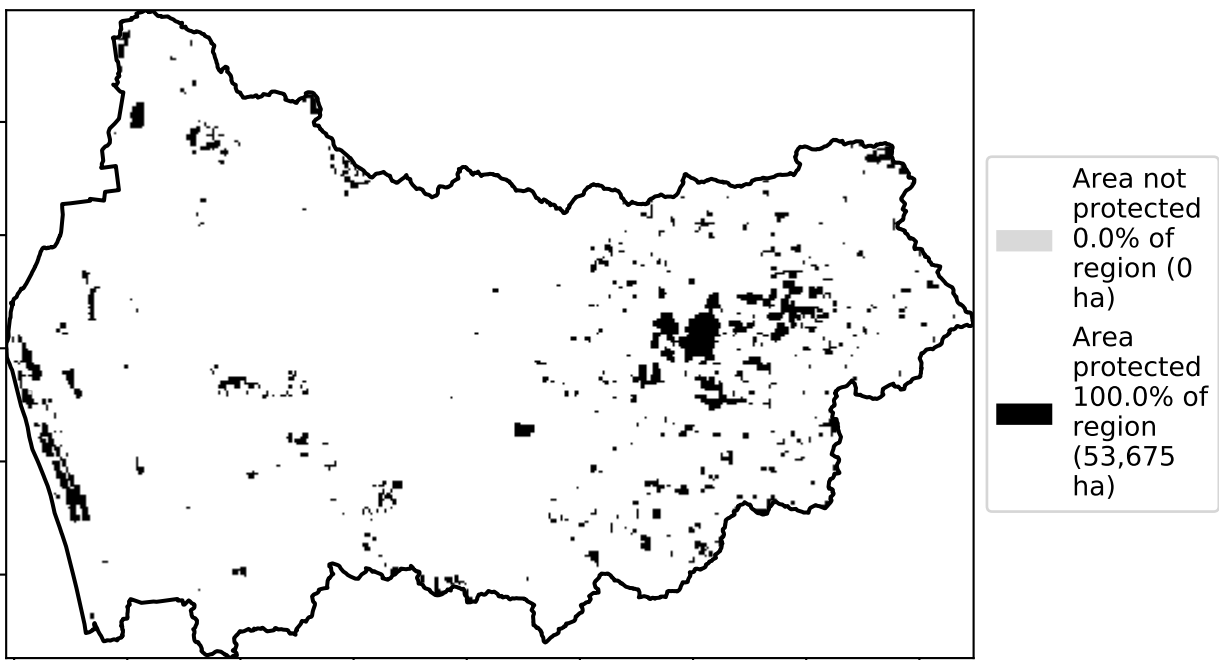 Area not
protected
0.0% of
region (0
ha)
Area
protected
100.0% of
region
(53,675
ha)